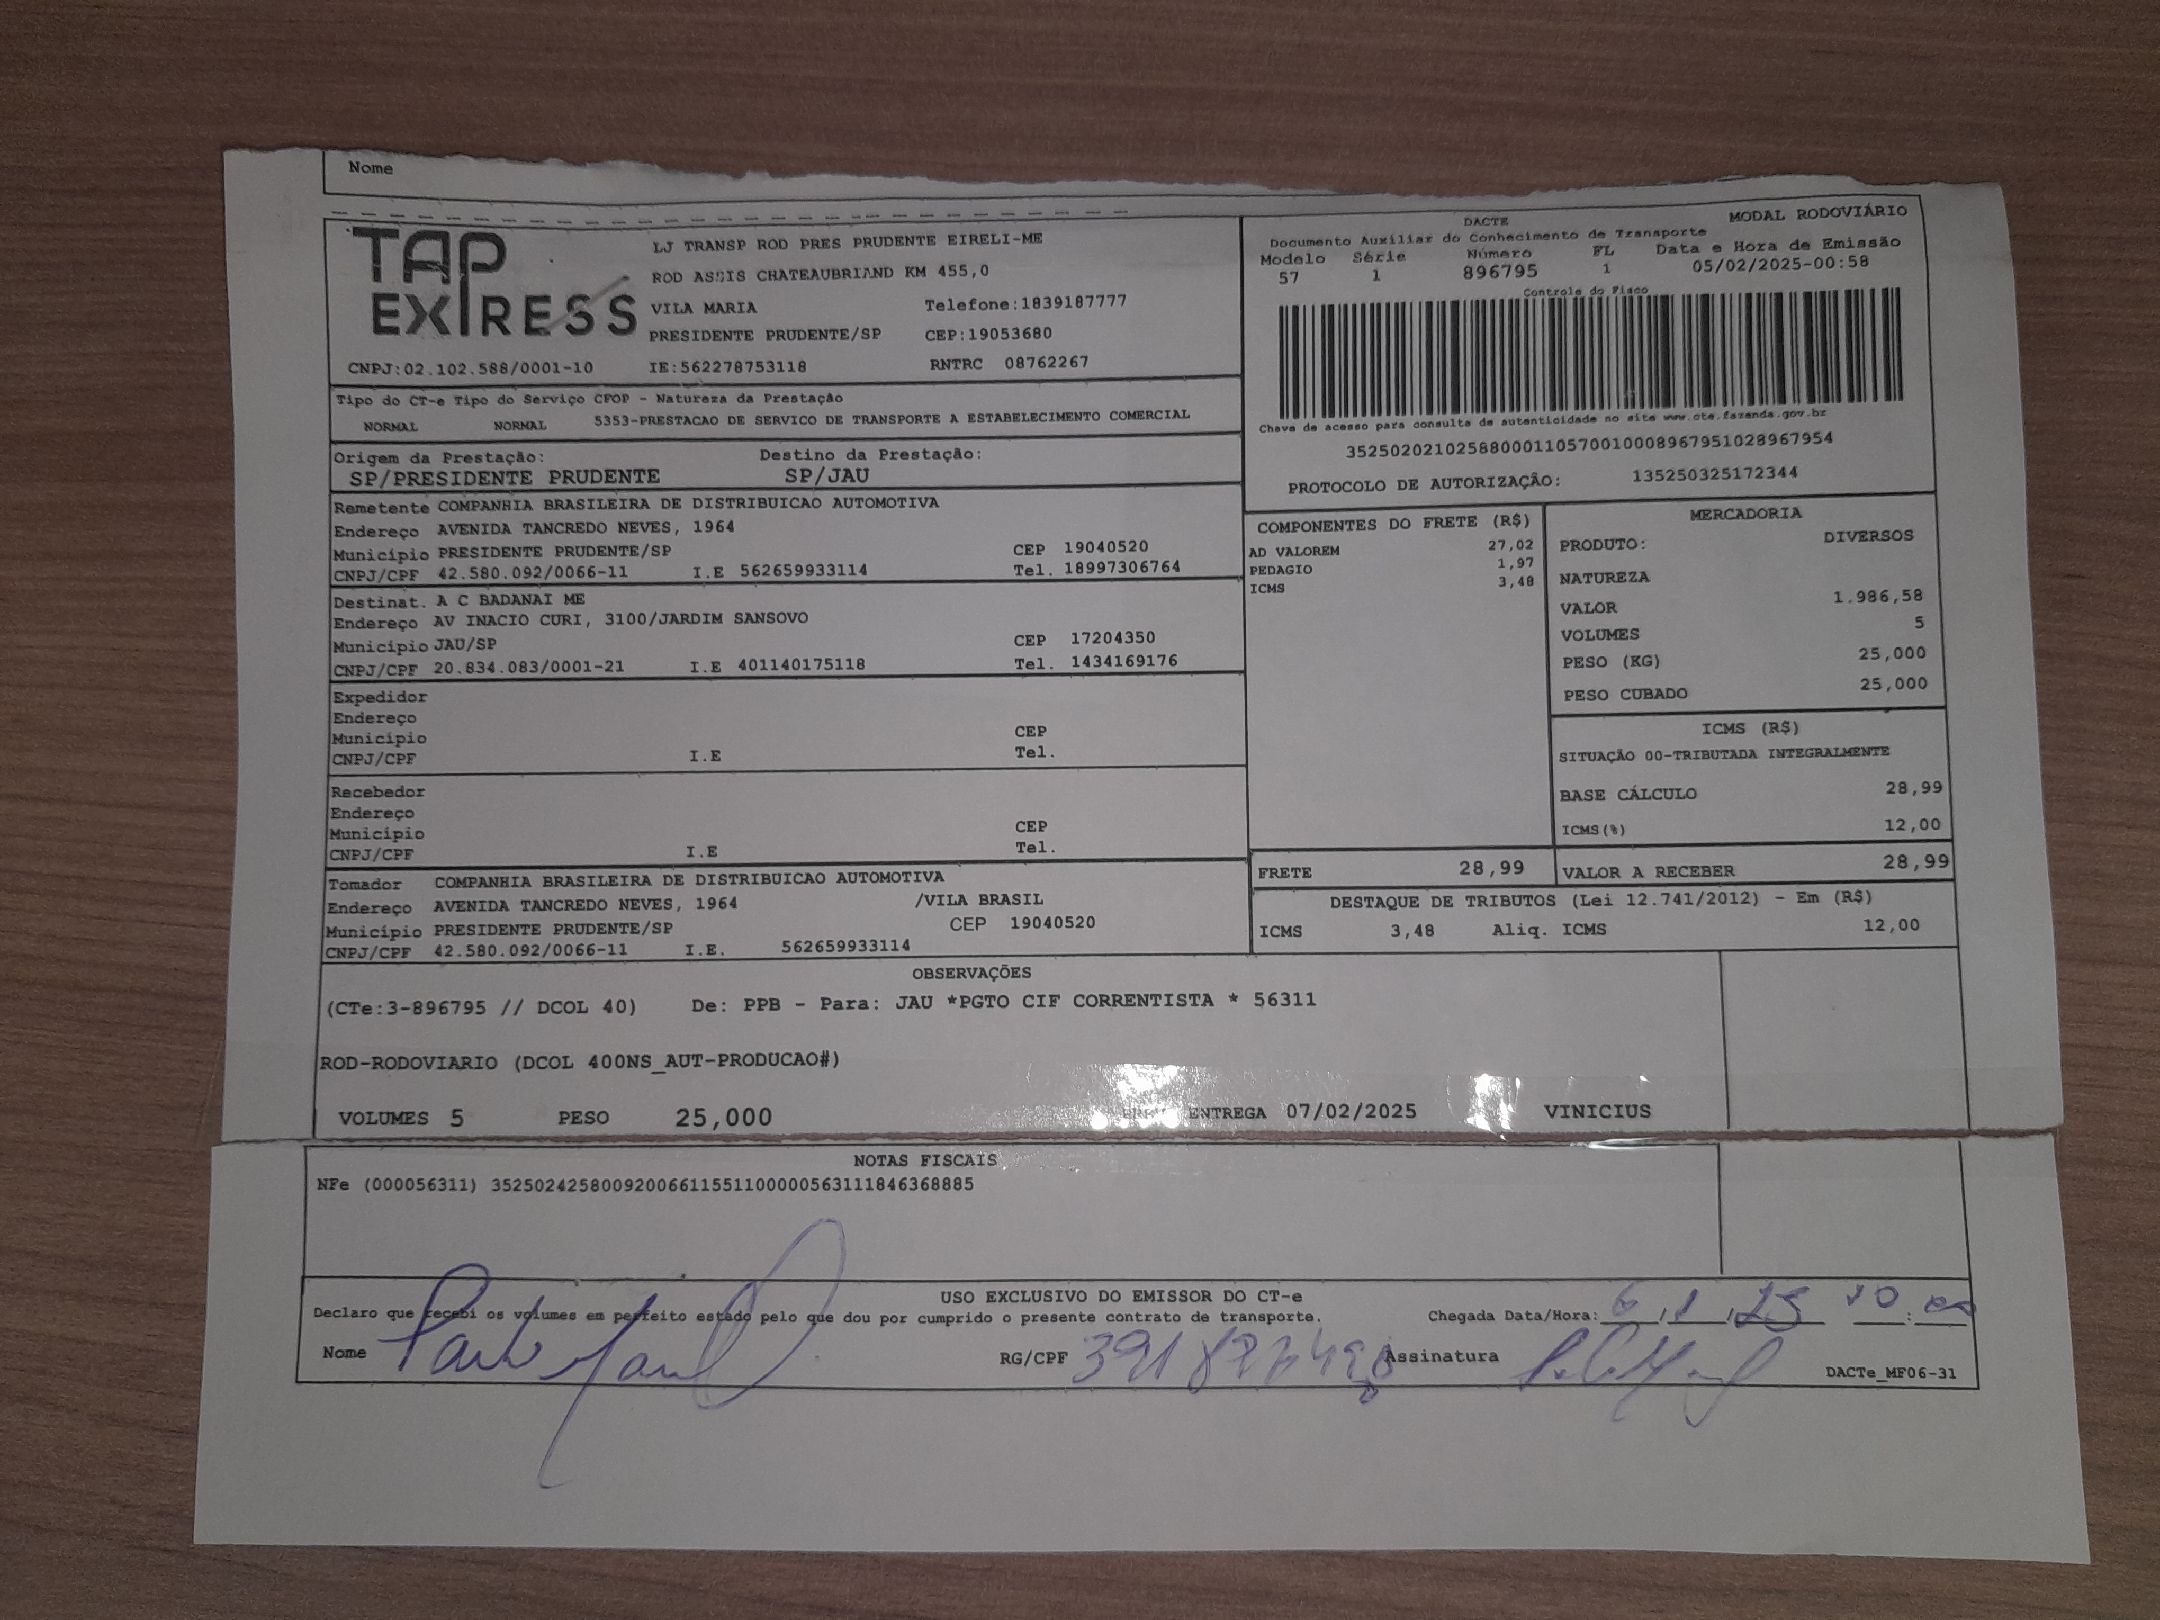 Nome
TAP EXPRESS
LJ TRANSP ROD PRES PRUDENTE EIRELI-ME
ROD ASSIS CHATEAUBRIAND KM 455,0
VILA MARIA Telefone:1839187777
PRESIDENTE PRUDENTE/SP CEP:19053680
CNPJ:02.102.588/0001-10 IE:562278753118 RNTRC 08762267
DACTE MODAL RODOVIÁRIO
Documento Auxiliar do Conhecimento de Transporte
Modelo Série Número FL Data e Hora de Emissão
57 1 896795 1 05/02/2025-00:58
Controle do Fisco
Chave de acesso para consulta de autenticidade no site www.cte.fazenda.gov.br
35250202102588000110570010008967951028967954
PROTOCOLO DE AUTORIZAÇÂO: 135250325172344
Tipo do CT-e Tipo do Serviço CFOP - Natureza da Prestação
NORMAL NORMAL 5353-PRESTACAO DE SERVICO DE TRANSPORTE A ESTABELECIMENTO COMERCIAL
Origem da Prestação: Destino da Prestação:
SP/PRESIDENTE PRUDENTE SP/JAU
Remetente COMPANHIA BRASILEIRA DE DISTRIBUICAO AUTOMOTIVA
Endereço AVENIDA TANCREDO NEVES, 1964
Município PRESIDENTE PRUDENTE/SP CEP 19040520
CNPJ/CPF 42.580.092/0066-11 I.E 562659933114 Tel. 18997306764
Destinat. A C BADANAI ME
Endereço AV INACIO CURI, 3100/JARDIM SANSOVO
Município JAU/SP CEP 17204350
CNPJ/CPF 20.834.083/0001-21 I.E 401140175118 Tel. 1434169176
Expedidor
Endereço
Município CEP
CNPJ/CPF I.E Tel.
Recebedor
Endereço
Município CEP
CNPJ/CPF I.E Tel.
Tomador COMPANHIA BRASILEIRA DE DISTRIBUICAO AUTOMOTIVA
Endereço AVENIDA TANCREDO NEVES, 1964 /VILA BRASIL
Município PRESIDENTE PRUDENTE/SP CEP 19040520
CNPJ/CPF 42.580.092/0066-11 I.E. 562659933114
COMPONENTES DO FRETE (R$)
AD VALOREM 27,02
PEDAGIO 1,97
ICMS 3,48
MERCADORIA
PRODUTO: DIVERSOS
NATUREZA
VALOR 1.986,58
VOLUMES 5
PESO (KG) 25,000
PESO CUBADO 25,000
ICMS (R$)
SITUAÇÃO 00-TRIBUTADA INTEGRALMENTE
BASE CÁLCULO 28,99
ICMS(%) 12,00
FRETE 28,99 VALOR A RECEBER 28,99
DESTAQUE DE TRIBUTOS (Lei 12.741/2012) - Em (R$)
ICMS 3,48 Aliq. ICMS 12,00
OBSERVAÇÕES
(CTe:3-896795 // DCOL 40) De: PPB - Para: JAU *PGTO CIF CORRENTISTA * 56311
ROD-RODOVIARIO (DCOL 400NS_AUT-PRODUCAO#)
VOLUMES 5 PESO 25,000 ENTREGA 07/02/2025 VINICIUS
NOTAS FISCAIS
NFe (000056311) 35250242580092006611551100000563111846368885
USO EXCLUSIVO DO EMISSOR DO CT-e
Declaro que recebi os volumes em perfeito estado pelo que dou por cumprido o presente contrato de transporte. Chegada Data/Hora:
Nome RG/CPF Assinatura DACTe_MF06-31